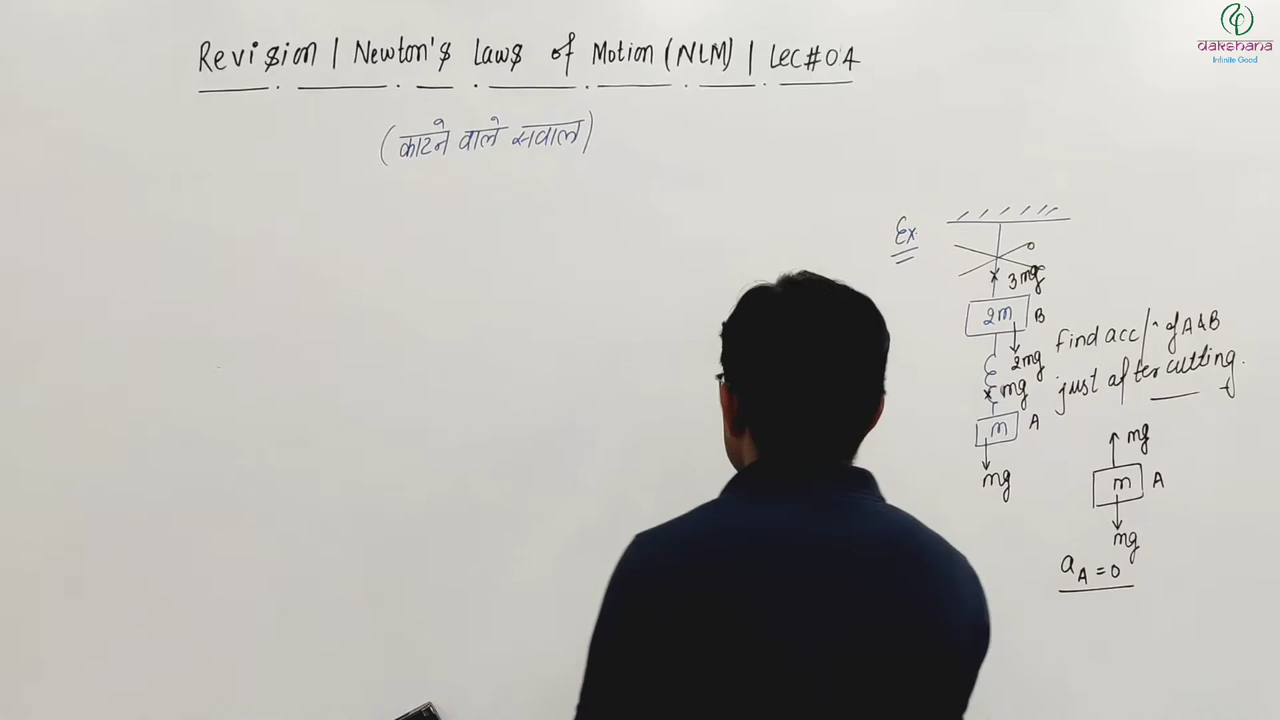 Revision | Newton's Laws of Motion (NLM) | Lec#04
(काटने वाले सवाल)
Ex.
3mg
2m B
2mg
mg
m A
mg
find acc/ⁿ of A & B
just after cutting.
mg
m A
mg
a_A = 0
dakshana
Infinite Good